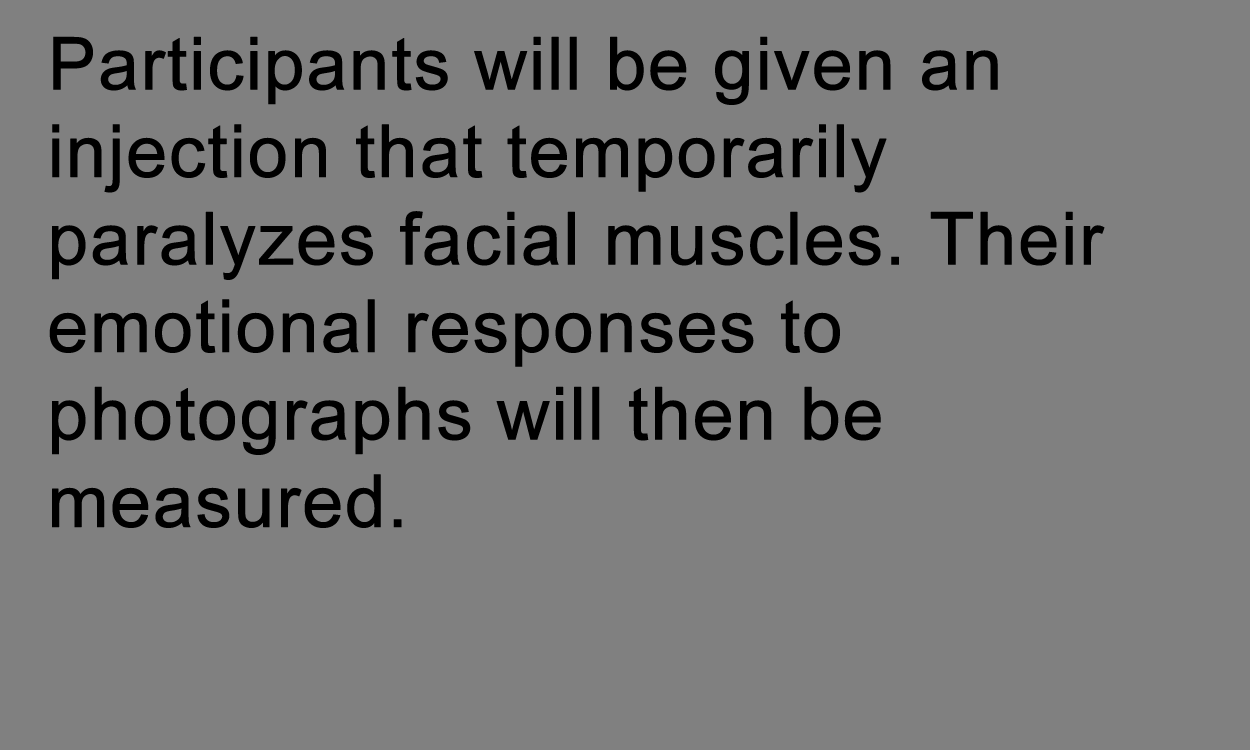 Participants will be given an
injection that temporarily
paralyzes facial muscles. Their
emotional responses to
photographs will then be
measured.